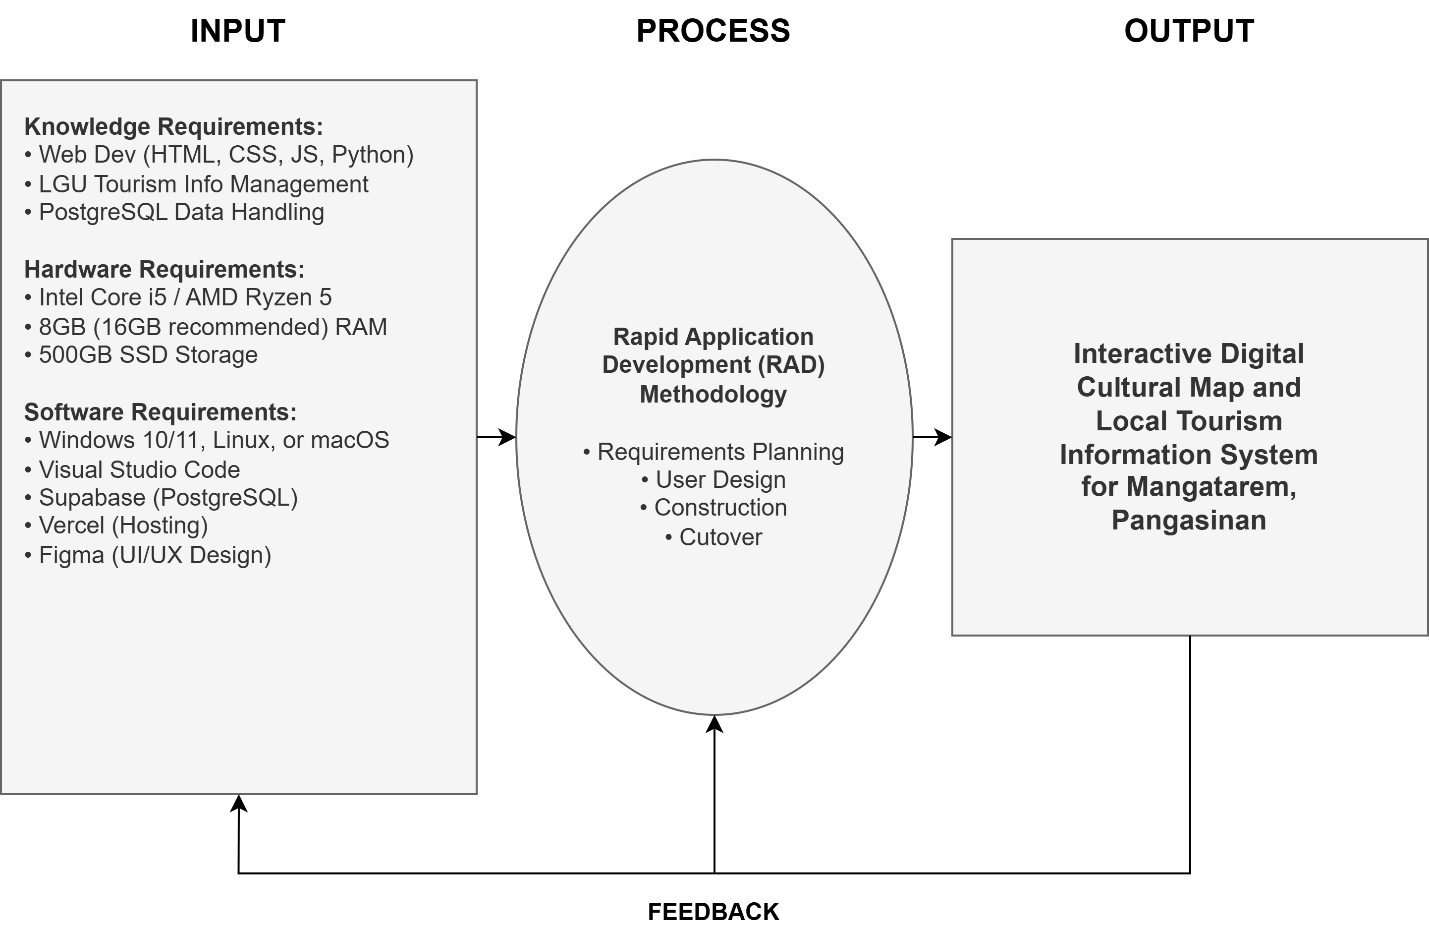 INPUT
PROCESS
OUTPUT
Knowledge Requirements:
• Web Dev (HTML, CSS, JS, Python)
• LGU Tourism Info Management
• PostgreSQL Data Handling
Hardware Requirements:
• Intel Core i5 / AMD Ryzen 5
• 8GB (16GB recommended) RAM
• 500GB SSD Storage
Software Requirements:
• Windows 10/11, Linux, or macOS
• Visual Studio Code
• Supabase (PostgreSQL)
• Vercel (Hosting)
• Figma (UI/UX Design)
Rapid Application
Development (RAD)
Methodology
• Requirements Planning
• User Design
• Construction
• Cutover
Interactive Digital
Cultural Map and
Local Tourism
Information System
for Mangatarem,
Pangasinan
FEEDBACK